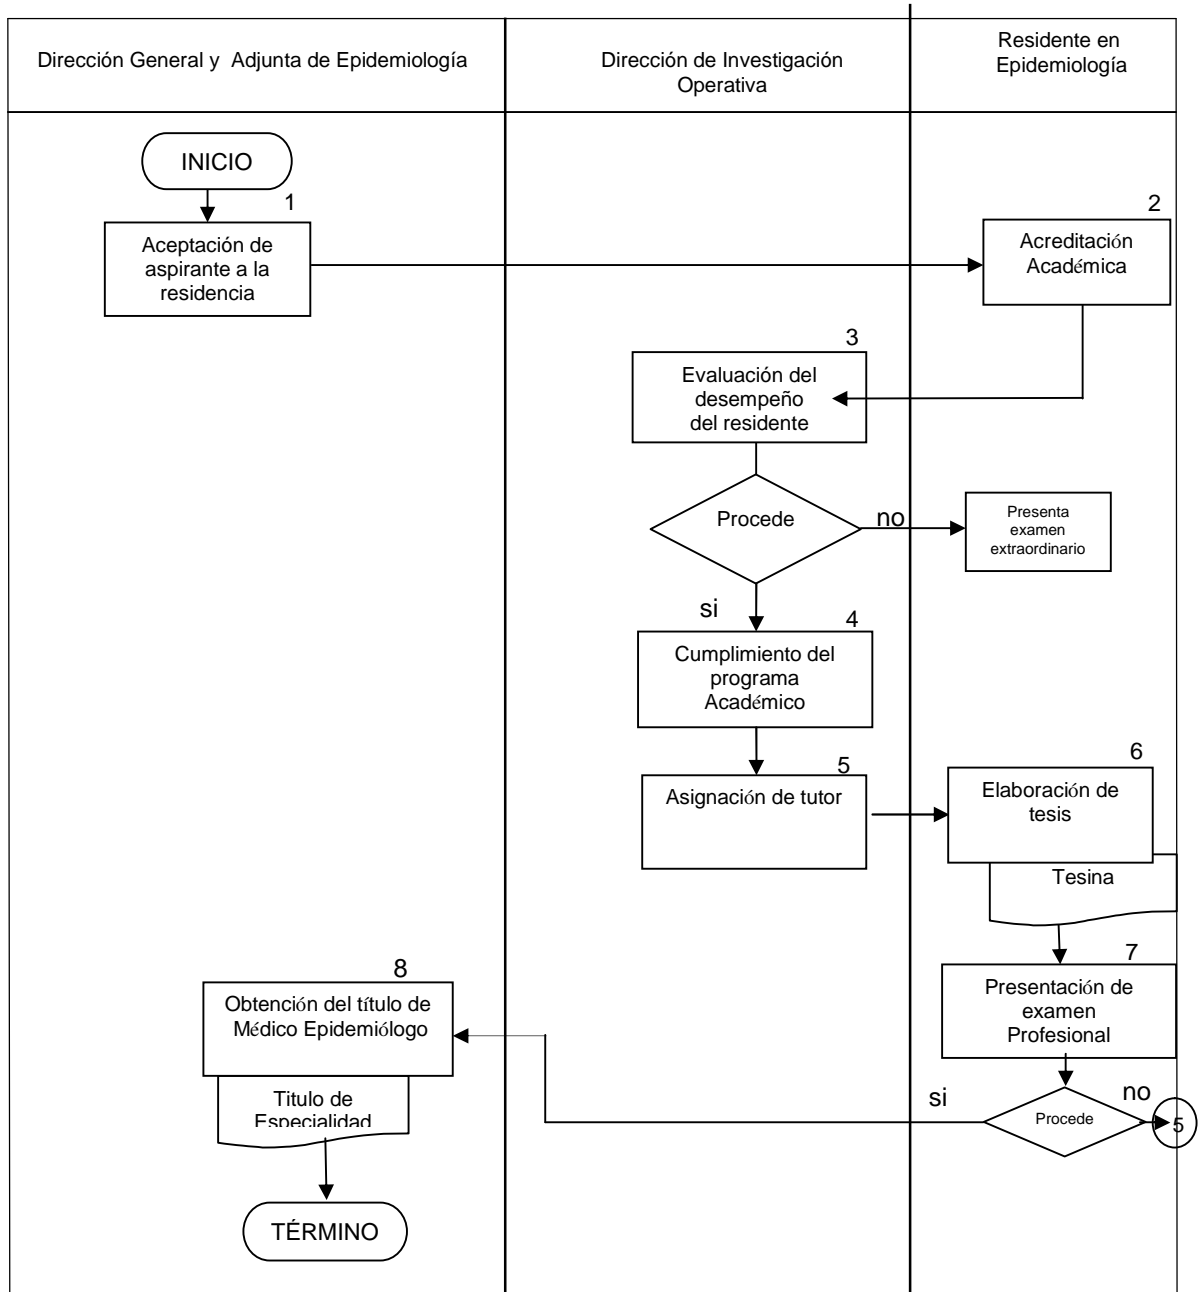 Dirección General y  Adjunta de Epidemiología
Dirección de Investigación
Operativa
Residente en
Epidemiología
INICIO
1
Aceptación de
aspirante a la
residencia
2
Acreditación
Académica
3
Evaluación del
desempeño
del residente
Procede
no
Presenta
examen
extraordinario
si
4
Cumplimiento del
programa
Académico
5
Asignación de tutor
6
Elaboración de
tesis
Tesina
7
Presentación de
examen
Profesional
8
Obtención del título de
Médico Epidemiólogo
Titulo de
Especialidad
si
Procede
no
5
TÉRMINO